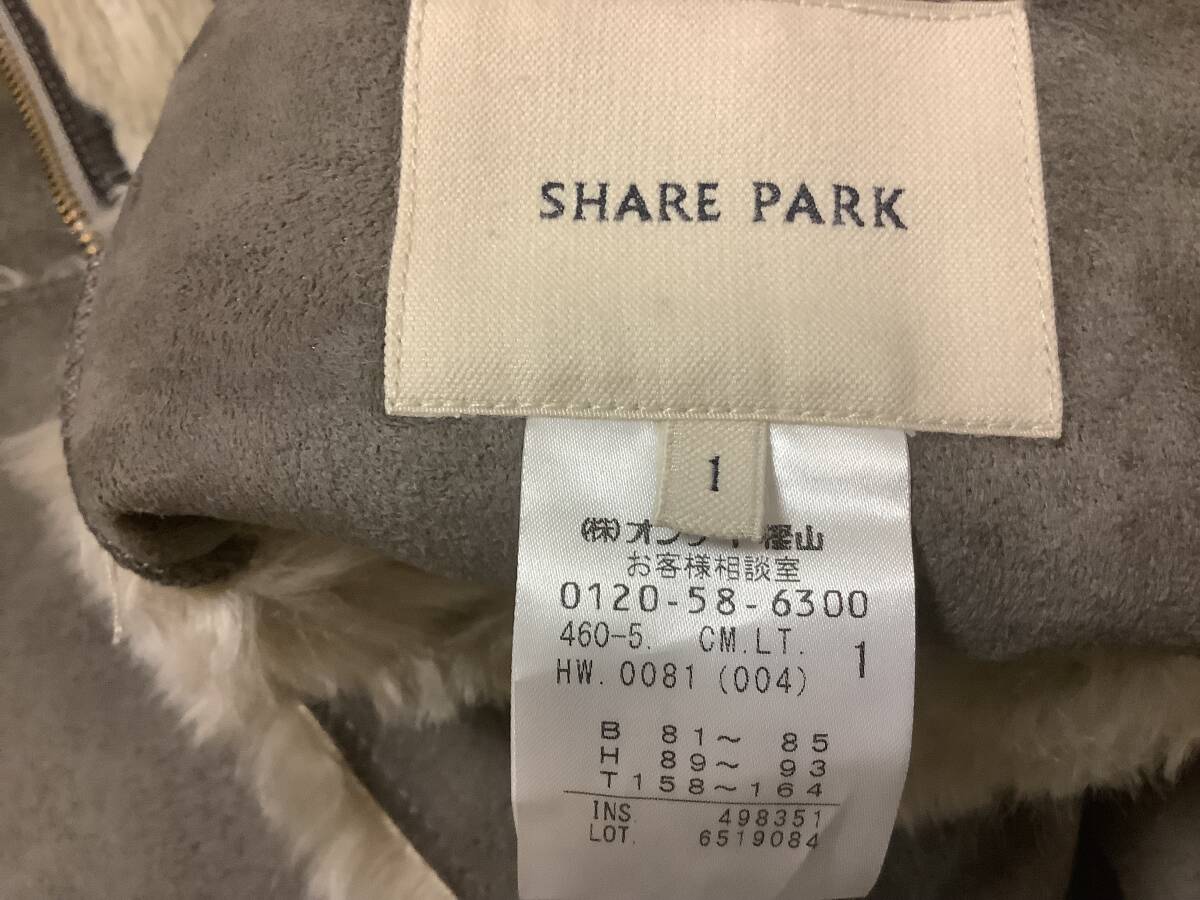 SHARE PARK
1
(株)オンワード樫山
お客様相談室
0120-58-6300
460-5. CM.LT. 1
HW. 0081 (004)
B 81~ 85
H 89~ 93
T158~164
INS. 498351
LOT. 6519084